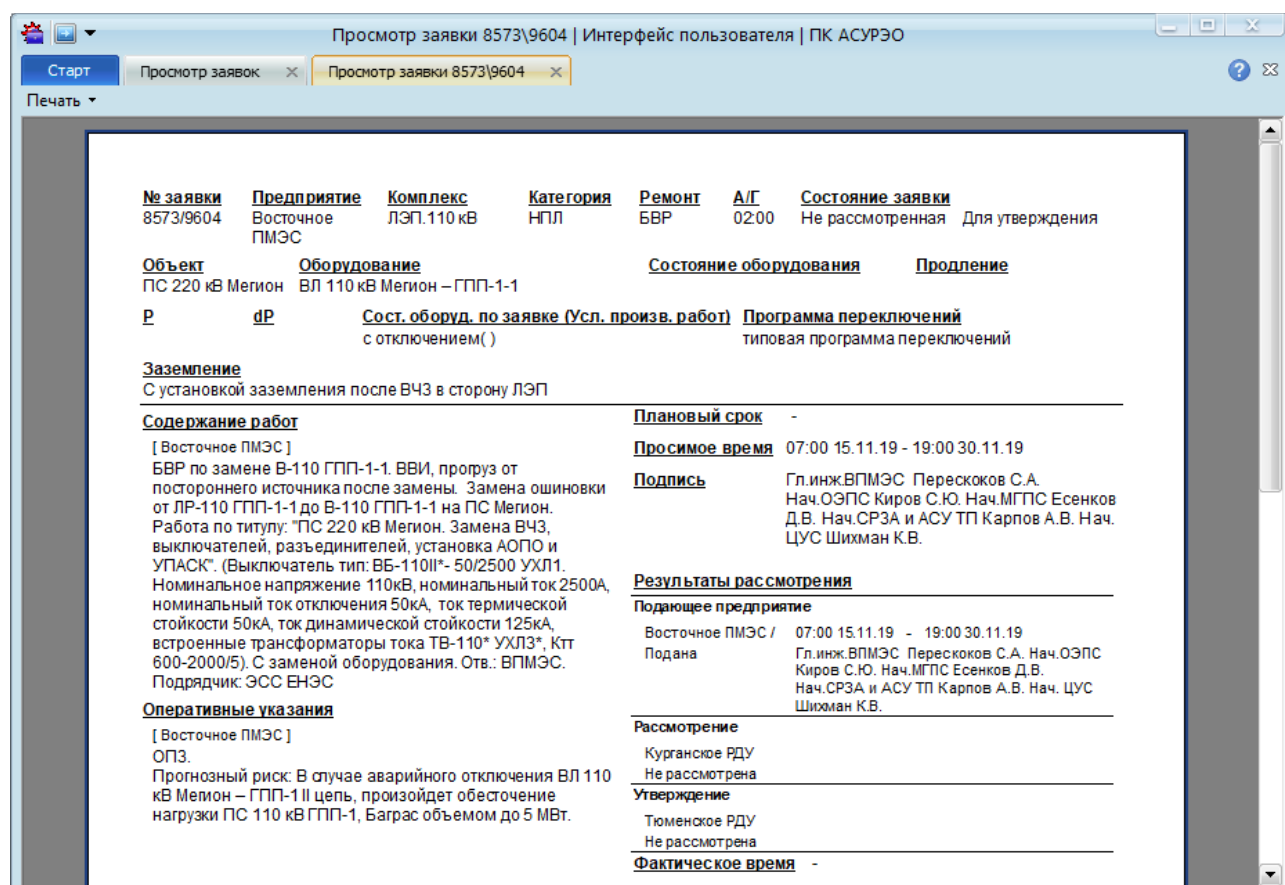 Просмотр заявки 8573\9604 | Интерфейс пользователя | ПК АСУРЭО
Старт Просмотр заявок Просмотр заявки 8573\9604
Печать
№ заявки Предприятие Комплекс Категория Ремонт А/Г Состояние заявки
8573/9604 Восточное ЛЭП.110 кВ НПЛ БВР 02:00 Не рассмотренная Для утверждения
ПМЭС
Объект Оборудование Состояние оборудования Продление
ПС 220 кВ Мегион ВЛ 110 кВ Мегион – ГПП-1-1
P dP Сост. оборуд. по заявке (Усл. произв. работ) Программа переключений
с отключением( ) типовая программа переключений
Заземление
С установкой заземления после ВЧЗ в сторону ЛЭП
Содержание работ
[ Восточное ПМЭС ]
БВР по замене В-110 ГПП-1-1. ВВИ, прогруз от
постороннего источника после замены. Замена ошиновки
от ЛР-110 ГПП-1-1 до В-110 ГПП-1-1 на ПС Мегион.
Работа по титулу: "ПС 220 кВ Мегион. Замена ВЧЗ,
выключателей, разъединителей, установка АОПО и
УПАСК". (Выключатель тип: ВБ-110II*- 50/2500 УХЛ1.
Номинальное напряжение 110кВ, номинальный ток 2500А,
номинальный ток отключения 50кА, ток термической
стойкости 50кА, ток динамической стойкости 125кА,
встроенные трансформаторы тока ТВ-110* УХЛ3*, Ктт
600-2000/5). С заменой оборудования. Отв.: ВПМЭС.
Подрядчик: ЭСС ЕНЭС
Оперативные указания
[ Восточное ПМЭС ]
ОПЗ.
Прогнозный риск: В случае аварийного отключения ВЛ 110
кВ Мегион – ГПП-1 II цепь, произойдет обесточение
нагрузки ПС 110 кВ ГПП-1, Баграс объемом до 5 МВт.
Плановый срок -
Просимое время 07:00 15.11.19 - 19:00 30.11.19
Подпись Гл.инж.ВПМЭС Перескоков С.А.
Нач.ОЭПС Киров С.Ю. Нач.МГПС Есенков
Д.В. Нач.СРЗА и АСУ ТП Карпов А.В. Нач.
ЦУС Шихман К.В.
Результаты рассмотрения
Подающее предприятие
Восточное ПМЭС / 07:00 15.11.19 - 19:00 30.11.19
Подана Гл.инж.ВПМЭС Перескоков С.А. Нач.ОЭПС
Киров С.Ю. Нач.МГПС Есенков Д.В.
Нач.СРЗА и АСУ ТП Карпов А.В. Нач. ЦУС
Шихман К.В.
Рассмотрение
Курганское РДУ
Не рассмотрена
Утверждение
Тюменское РДУ
Не рассмотрена
Фактическое время -